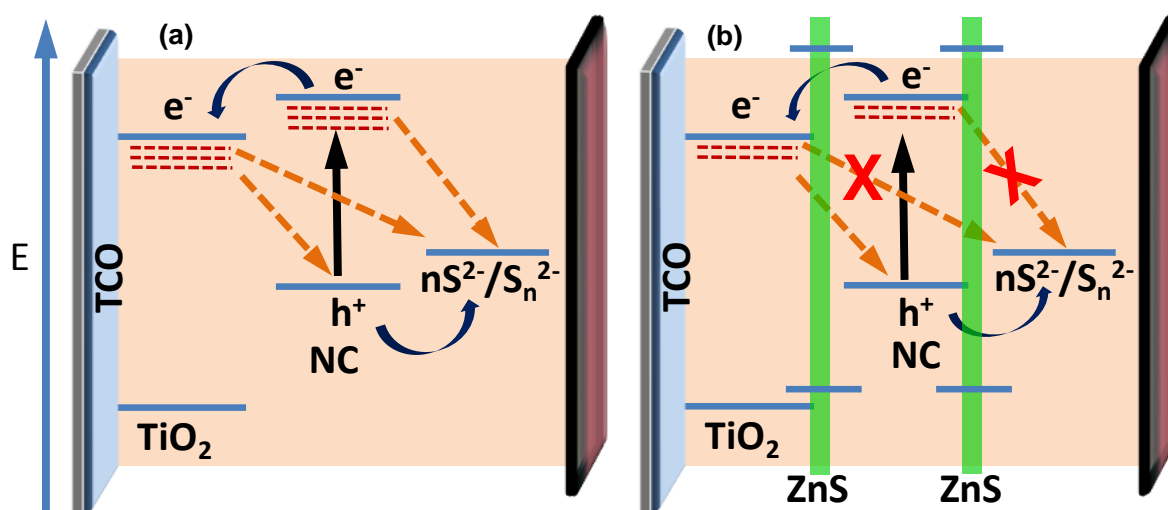 (a)
e⁻
e⁻
E
TCO
nS²⁻/Sₙ²⁻
h⁺
NC
TiO₂
(b)
e⁻
e⁻
X
X
TCO
nS²⁻/Sₙ²⁻
h⁺
NC
TiO₂
ZnS
ZnS